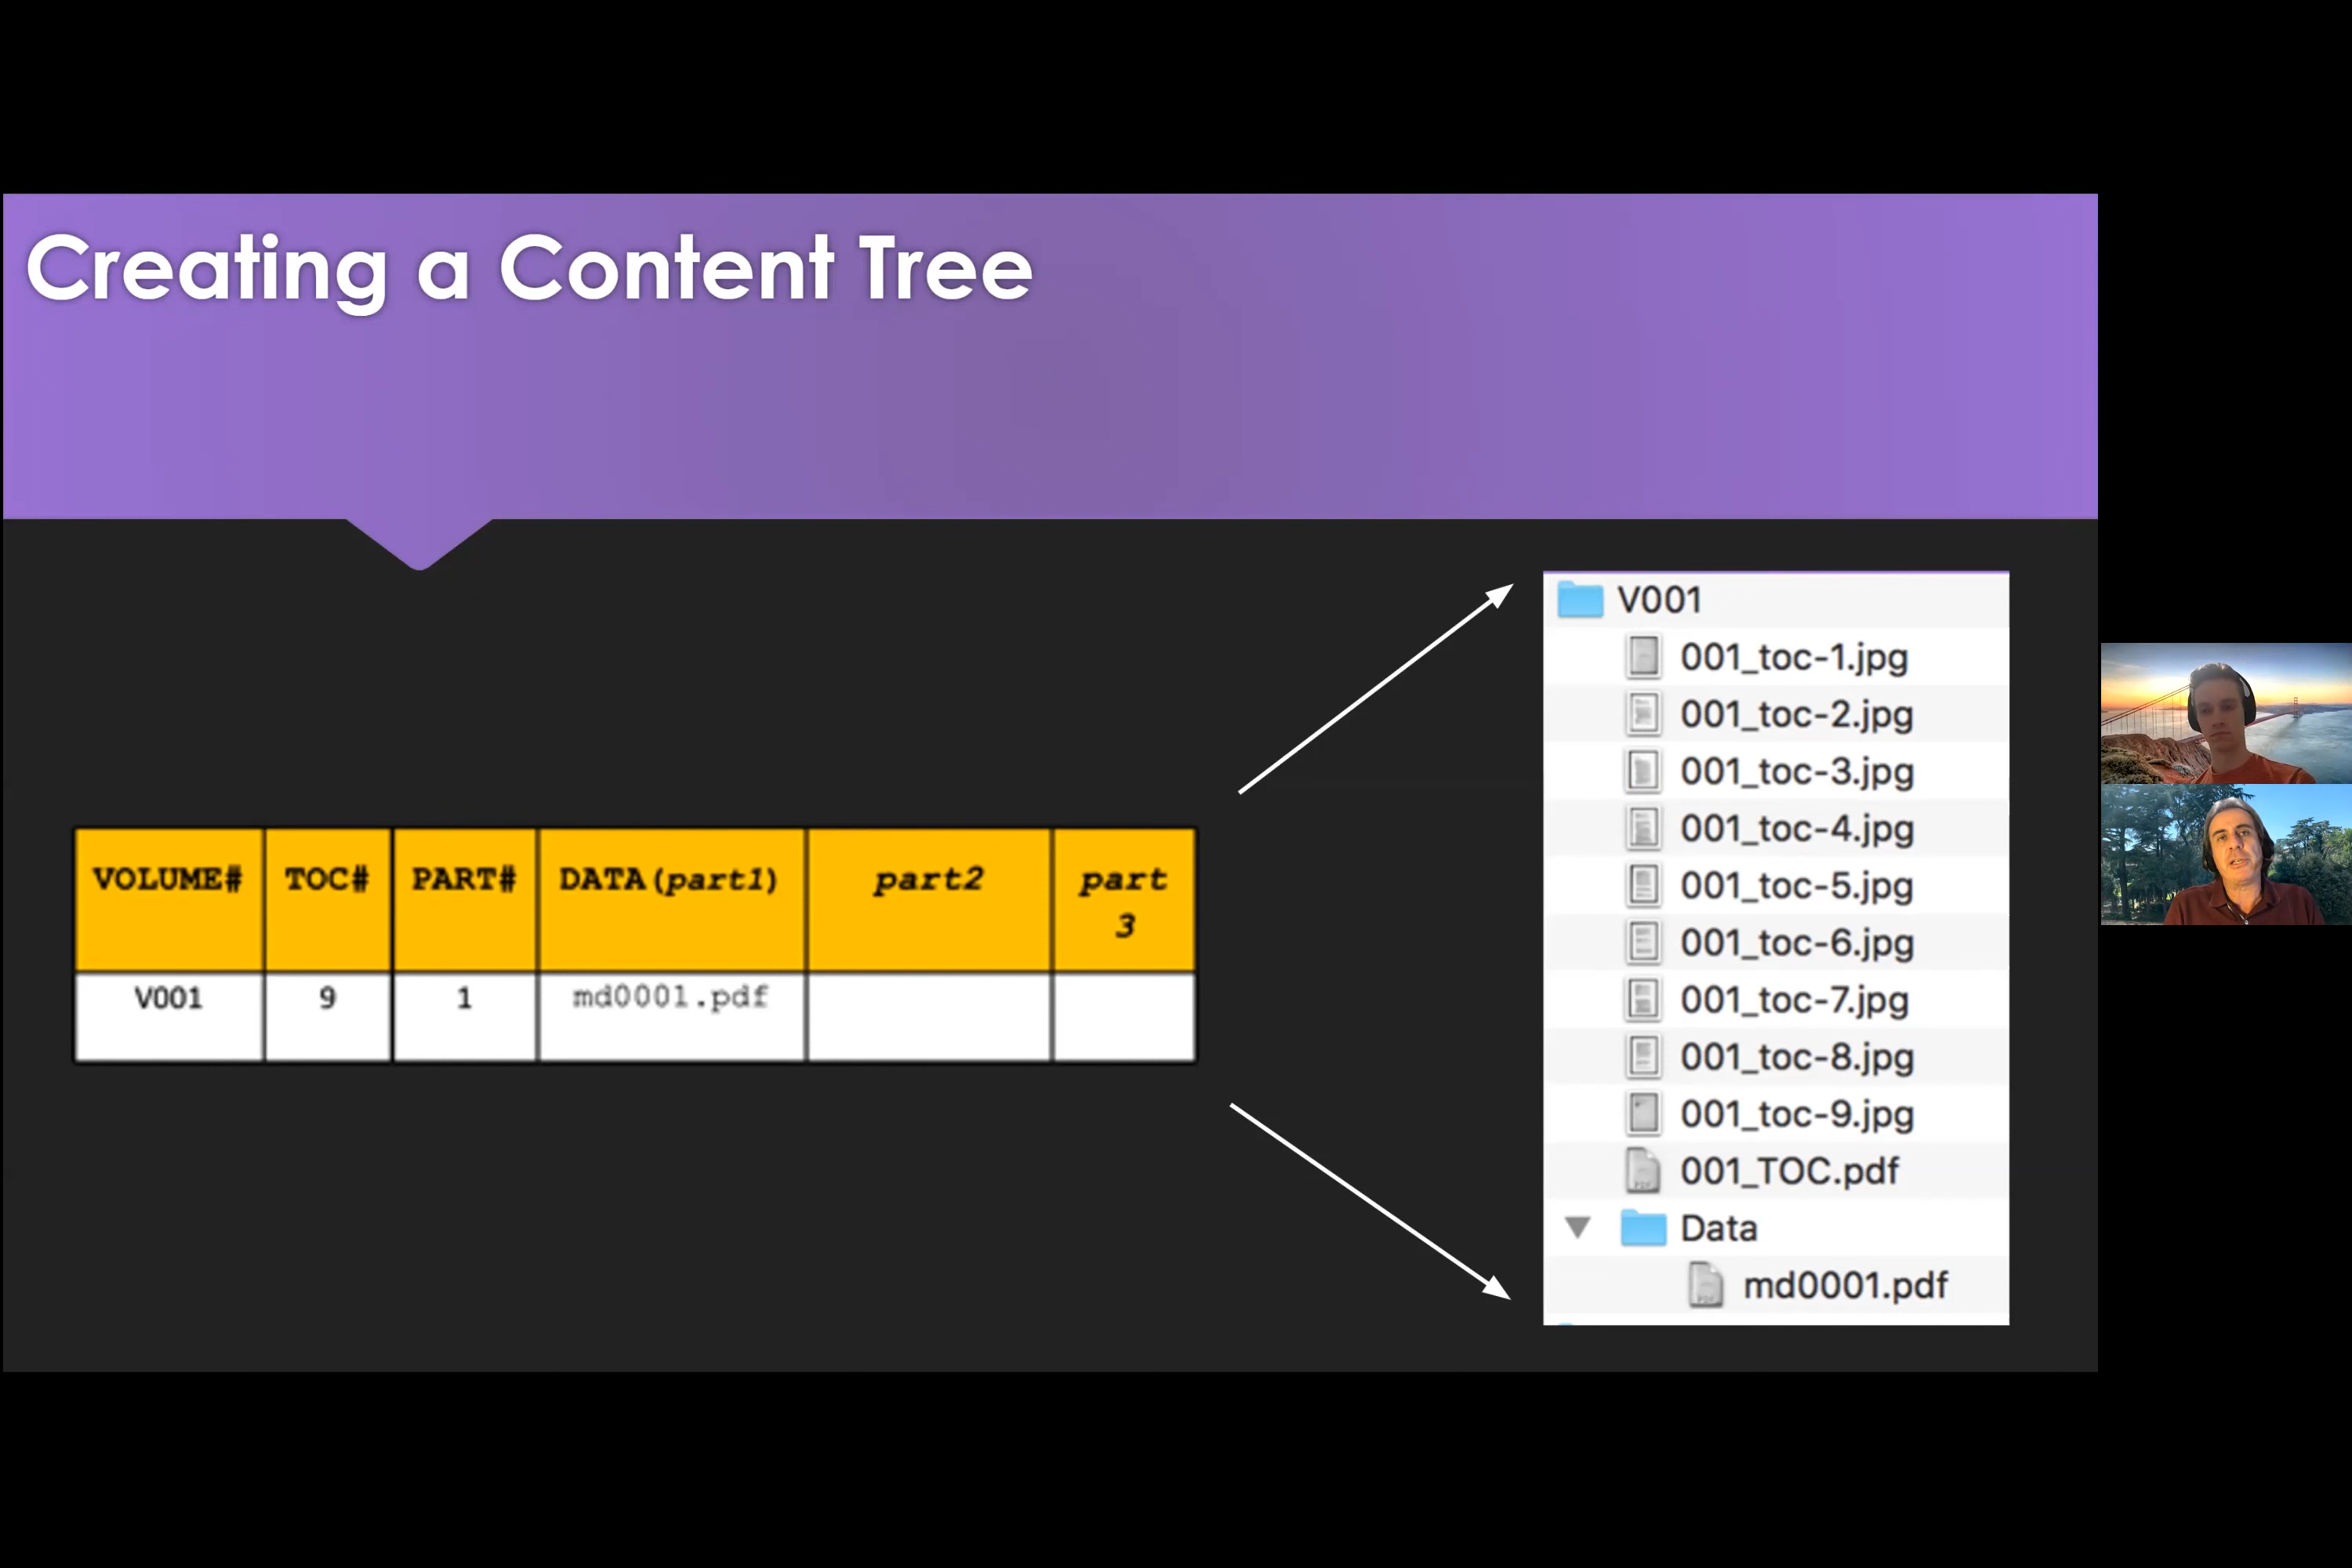 Creating a Content Tree
VOLUME# TOC# PART# DATA(part1) part2 part
3
V001 9 1 md0001.pdf
V001
001_toc-1.jpg
001_toc-2.jpg
001_toc-3.jpg
001_toc-4.jpg
001_toc-5.jpg
001_toc-6.jpg
001_toc-7.jpg
001_toc-8.jpg
001_toc-9.jpg
001_TOC.pdf
Data
md0001.pdf